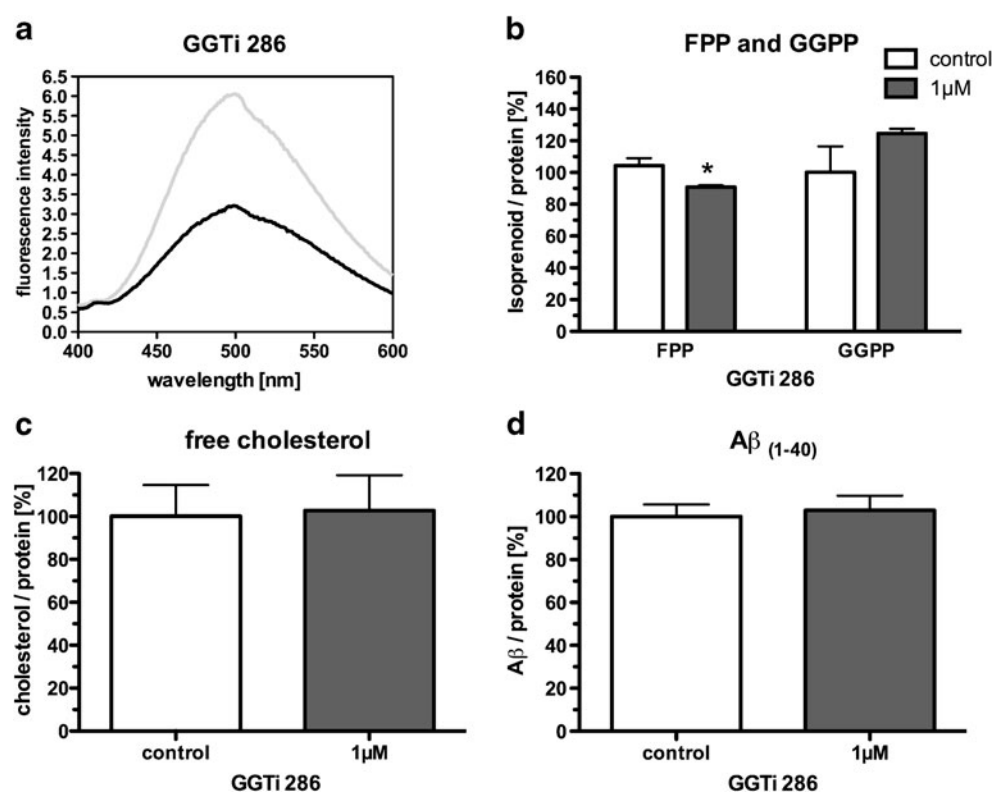 a
GGTi 286
fluorescence intensity
6.5
6.0
5.5
5.0
4.5
4.0
3.5
3.0
2.5
2.0
1.5
1.0
0.5
0.0
400 450 500 550 600
wavelength [nm]
b
FPP and GGPP
control
1µM
Isoprenoid / protein [%]
160
140
120
100
80
60
40
20
0
*
FPP GGPP
GGTi 286
c
free cholesterol
cholesterol / protein [%]
120
100
80
60
40
20
0
control 1µM
GGTi 286
d
Aβ (1-40)
Aβ / protein [%]
120
100
80
60
40
20
0
control 1µM
GGTi 286